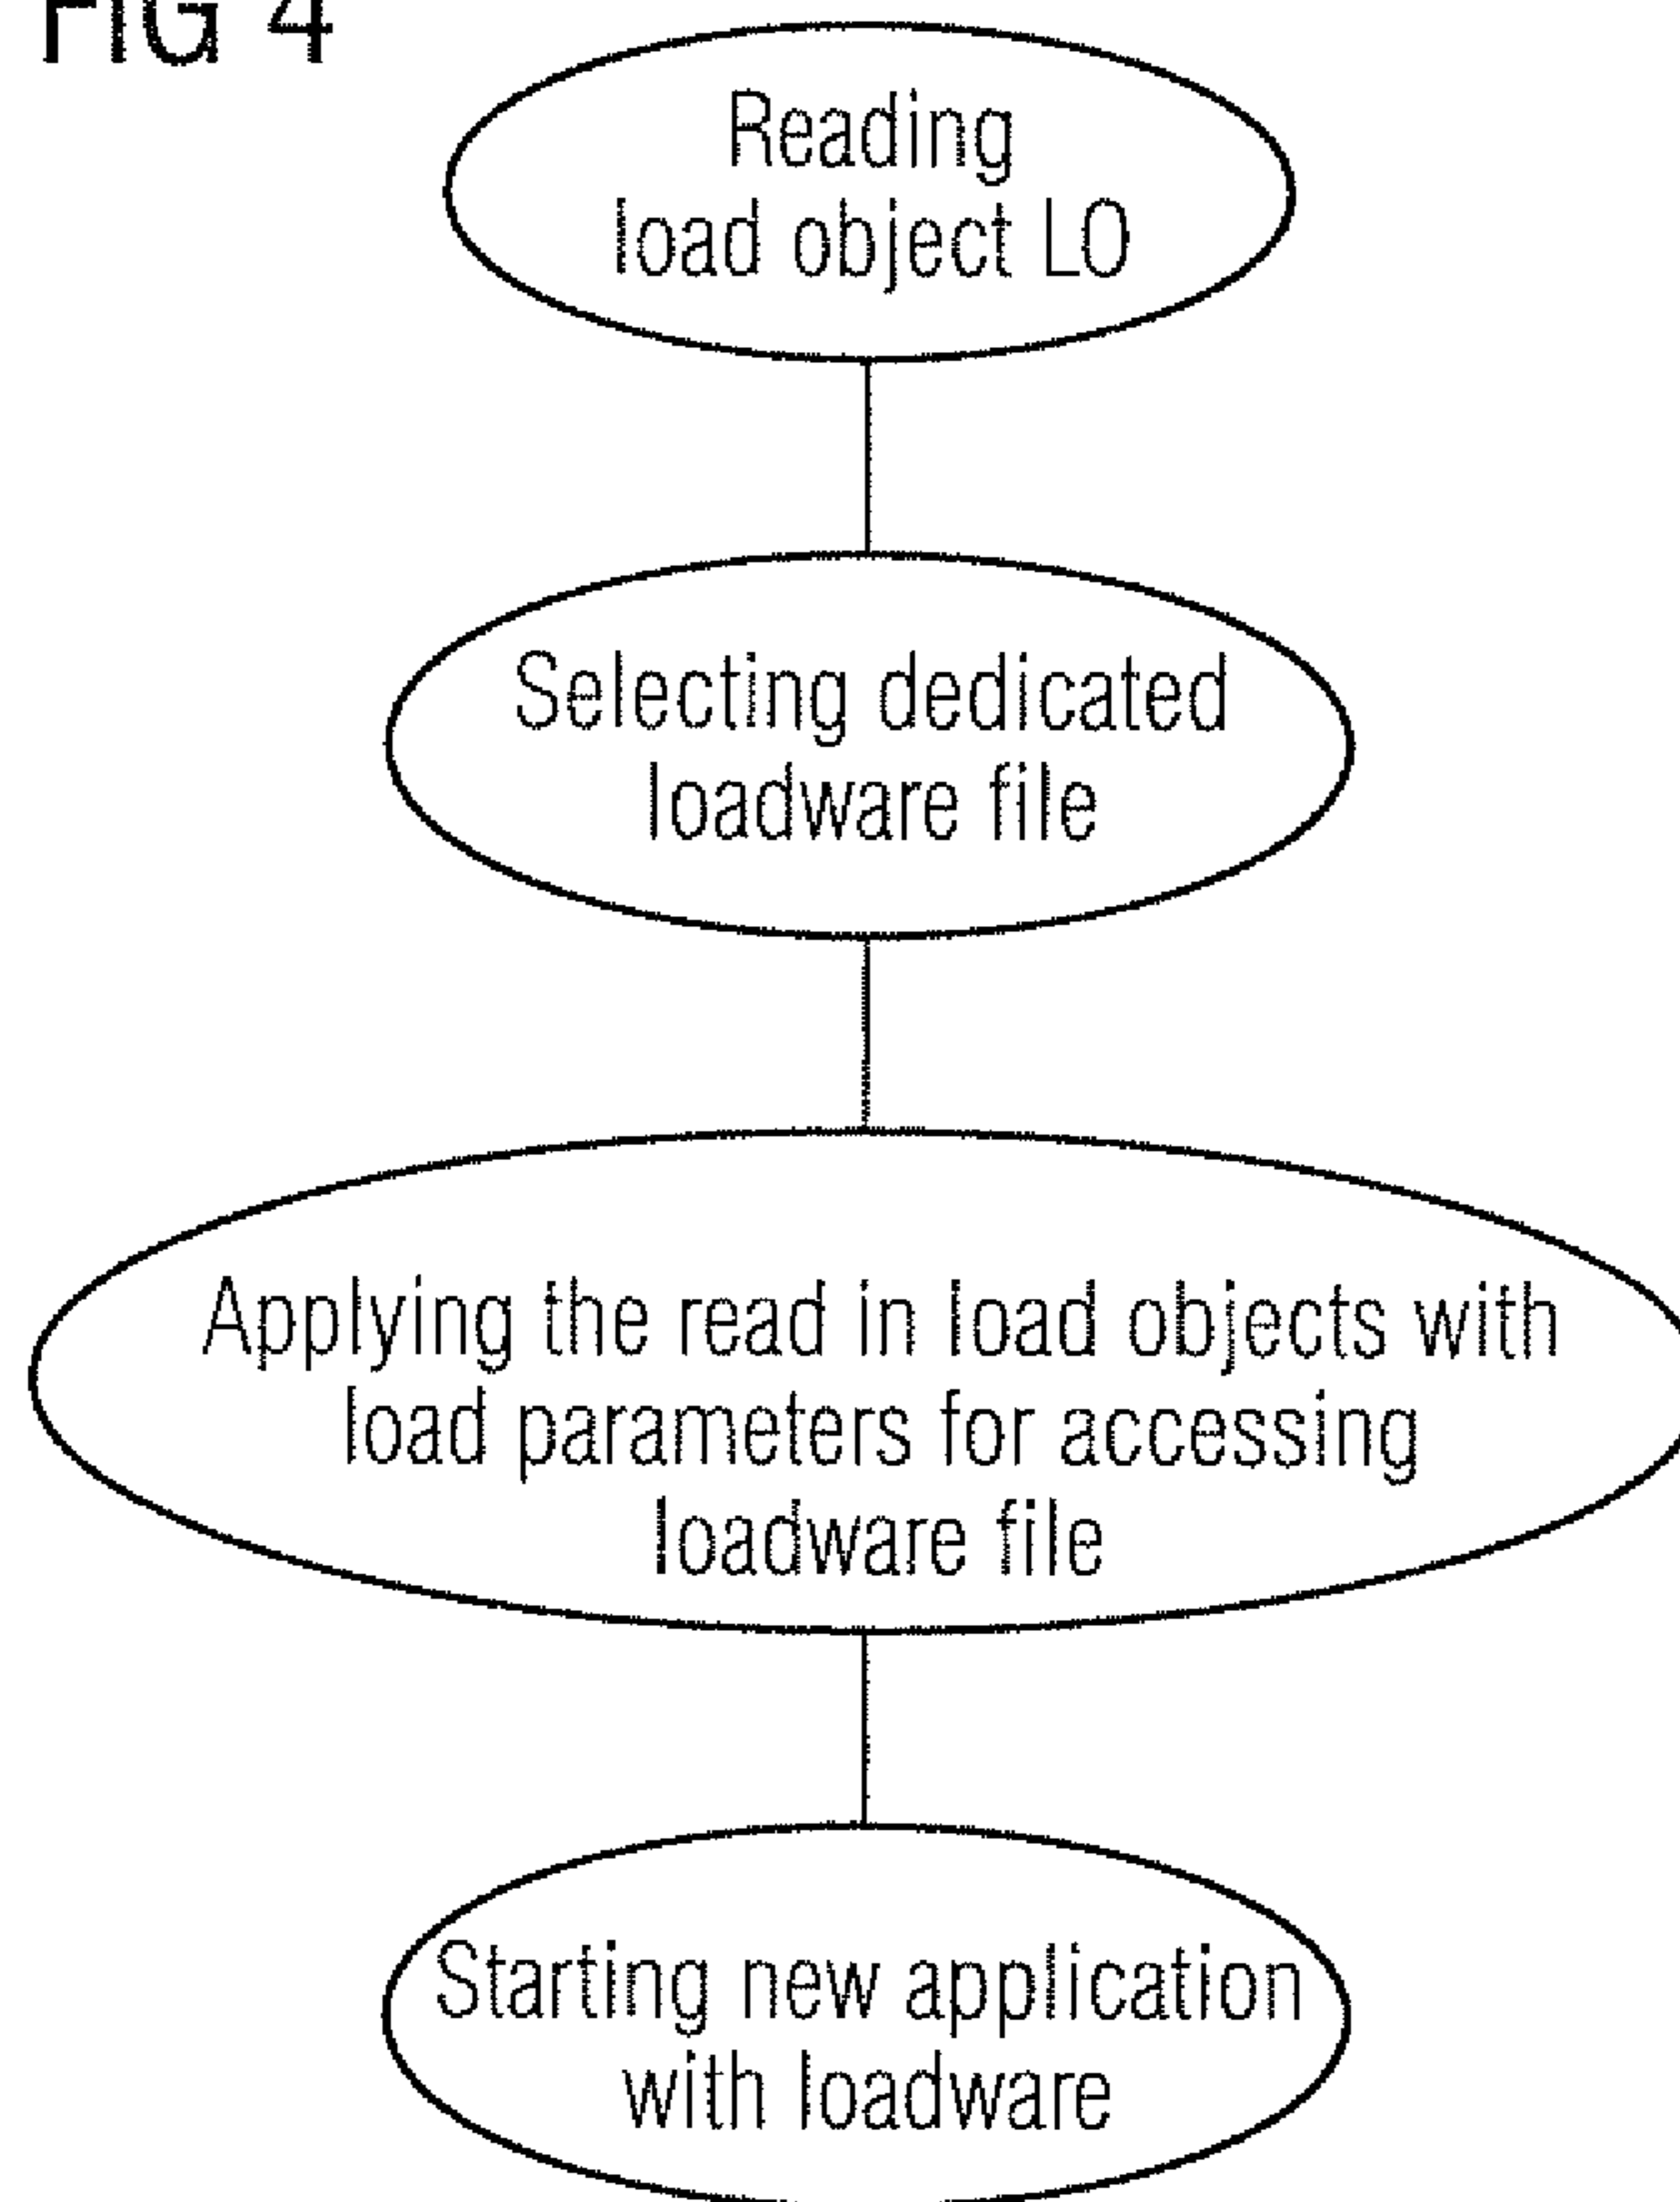 FIG 4
Reading
load object LO
Selecting dedicated
loadware file
Applying the read in load objects with
load parameters for accessing
loadware file
Starting new application
with loadware